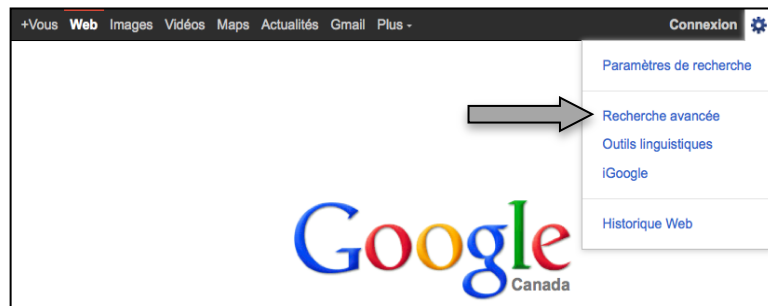 +Vous Web Images Vidéos Maps Actualités Gmail Plus Connexion
Paramètres de recherche
Recherche avancée
Outils linguistiques
iGoogle
Historique Web
Google
Canada